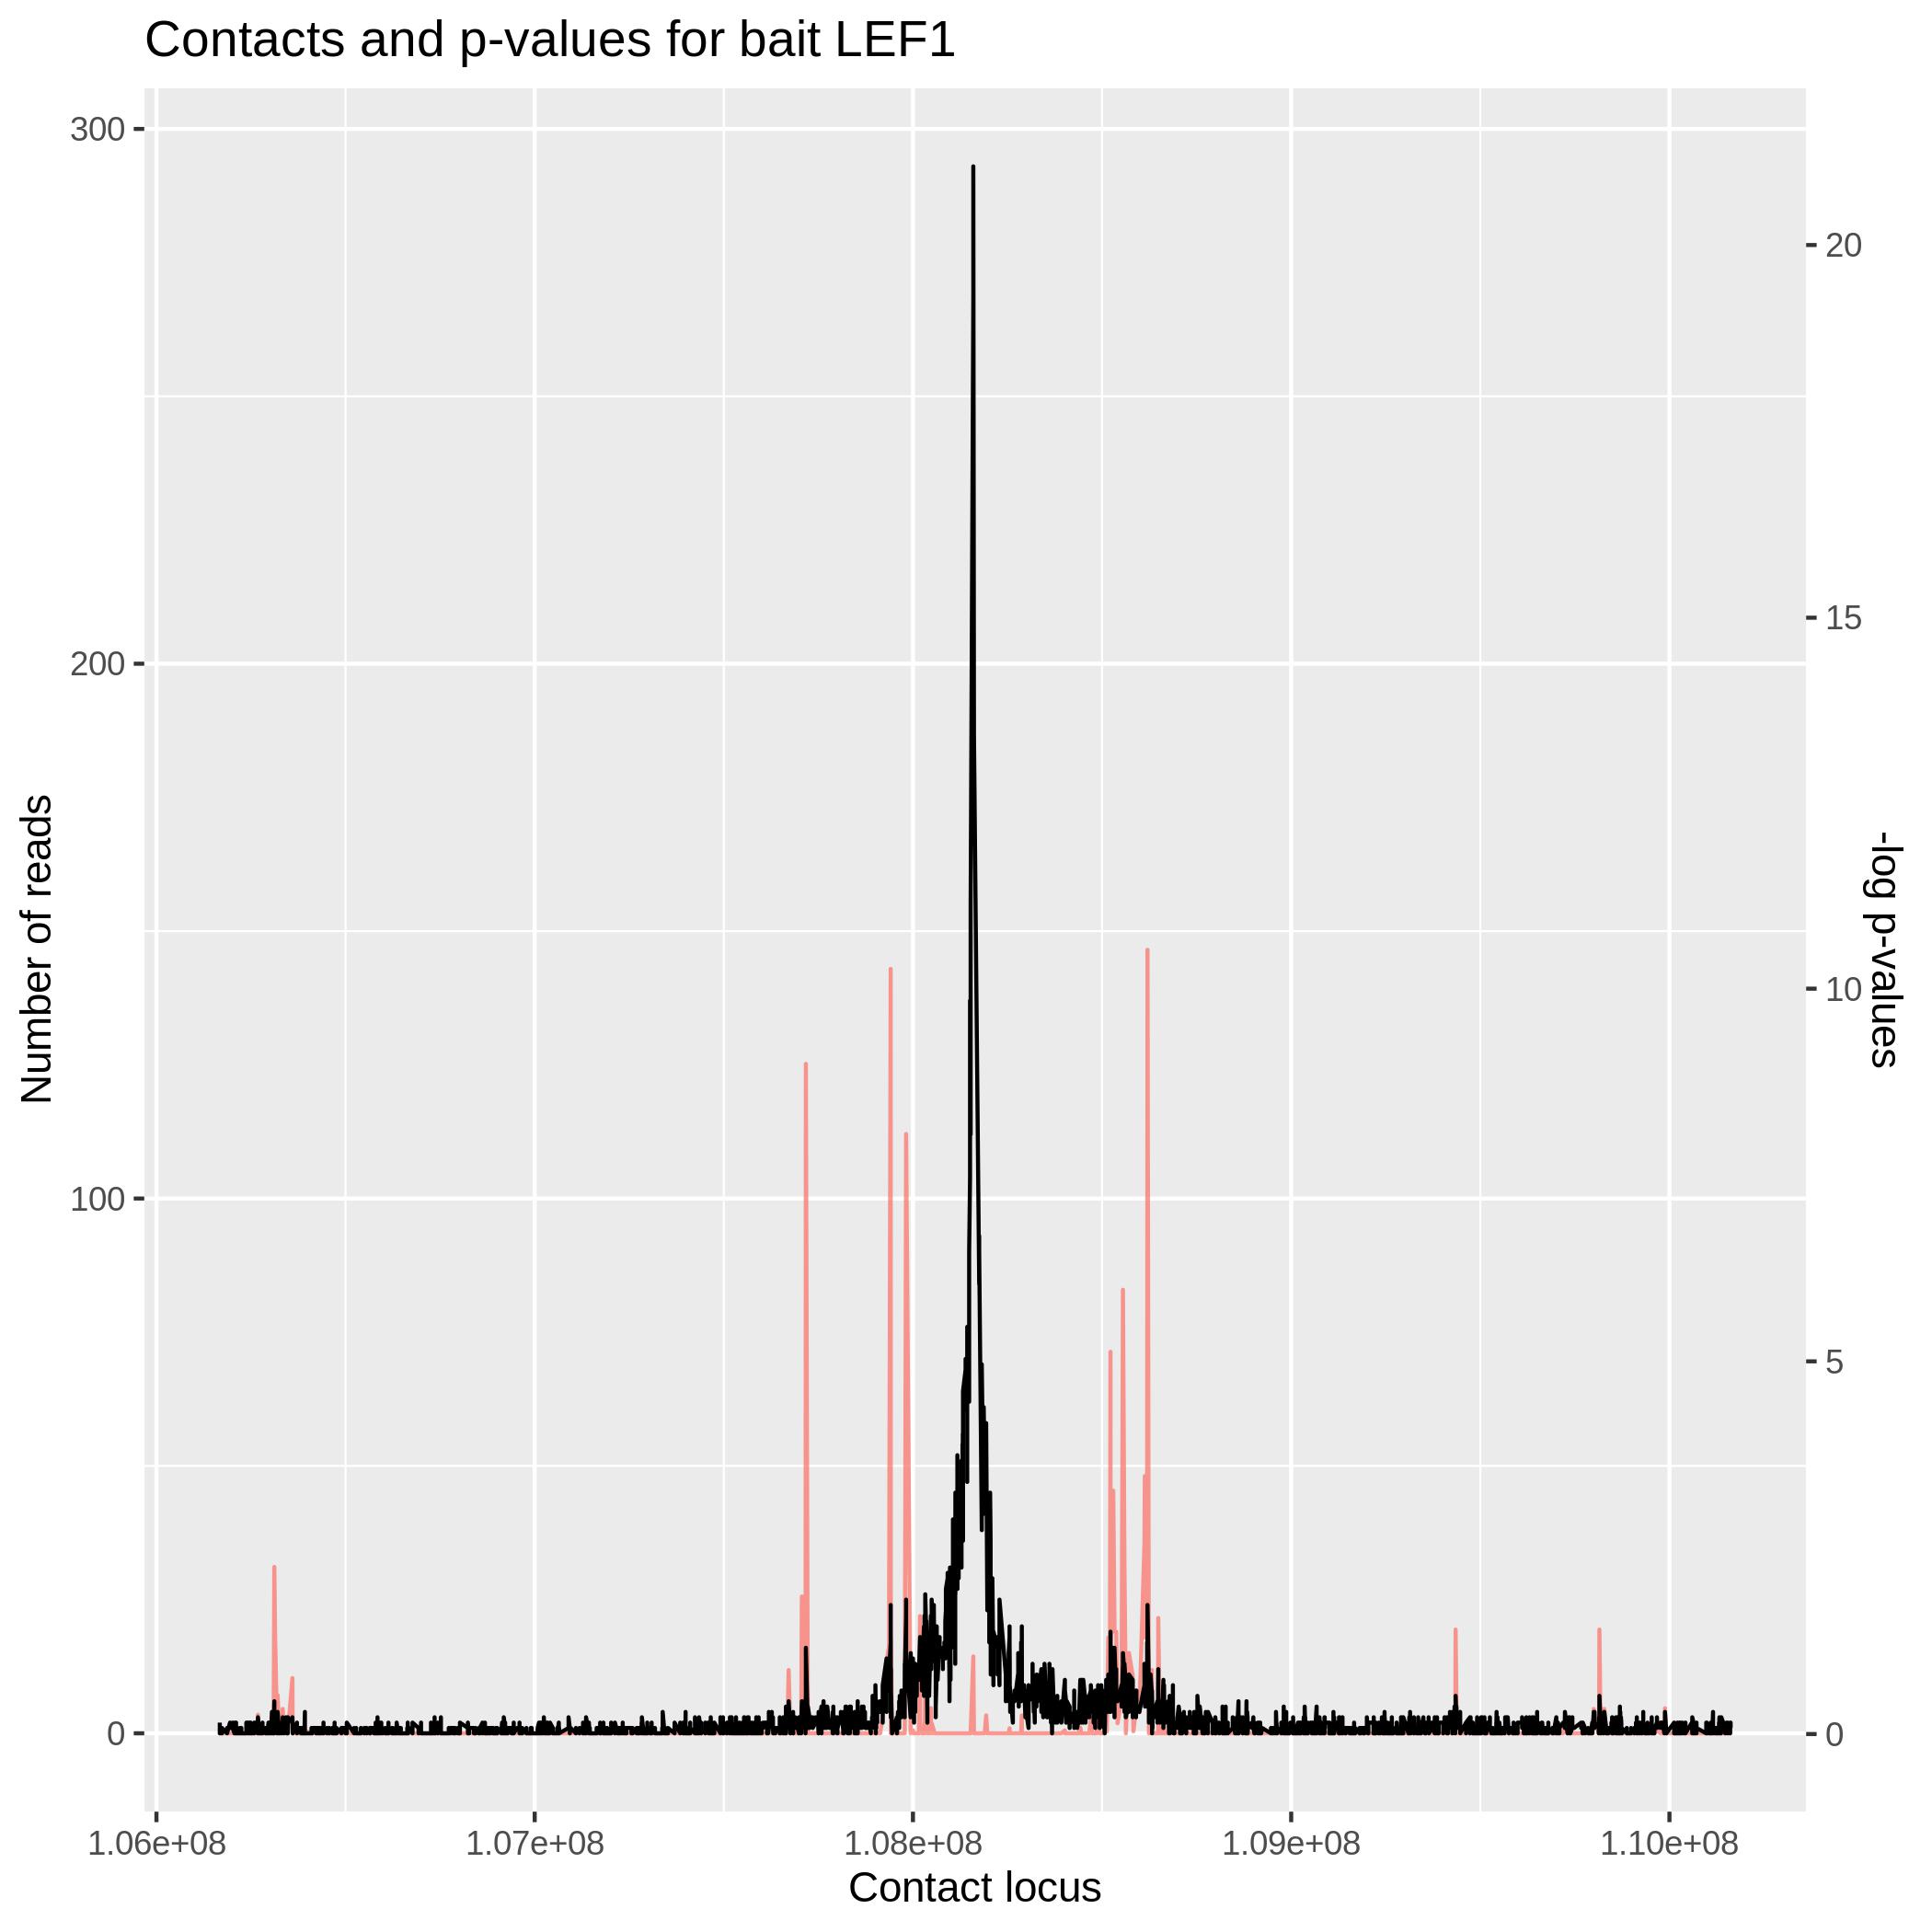 Contacts and p-values for bait LEF1
300
200
100
0
Number of reads
20
15
10
5
0
-log p-values
1.06e+08 1.07e+08 1.08e+08 1.09e+08 1.10e+08
Contact locus